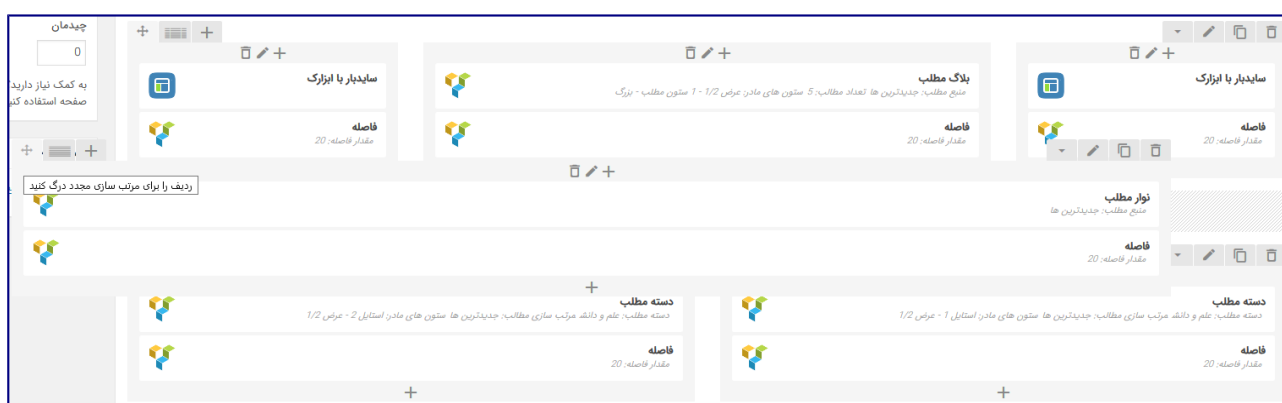 چیدمان
0
به کمک نیاز دارید؟
صفحه استفاده کنی
سایدبار با ابزارک
بلاگ مطلب
منبع مطلب: جدیدترین ها تعداد مطالب: 5 ستون های مادر: عرض 1/2 - 1 ستون مطلب - بزرگ
سایدبار با ابزارک
فاصله
مقدار فاصله: 20
فاصله
مقدار فاصله: 20
فاصله
مقدار فاصله: 20
ردیف را برای مرتب سازی مجدد درگ کنید
نوار مطلب
منبع مطلب: جدیدترین ها
فاصله
مقدار فاصله: 20
دسته مطلب
دسته مطلب: علم و دانش مرتب سازی مطالب: جدیدترین ها ستون های مادر: استایل 1 - عرض 1/2
دسته مطلب
دسته مطلب: علم و دانش مرتب سازی مطالب: جدیدترین ها ستون های مادر: استایل 2 - عرض 1/2
فاصله
مقدار فاصله: 20
فاصله
مقدار فاصله: 20